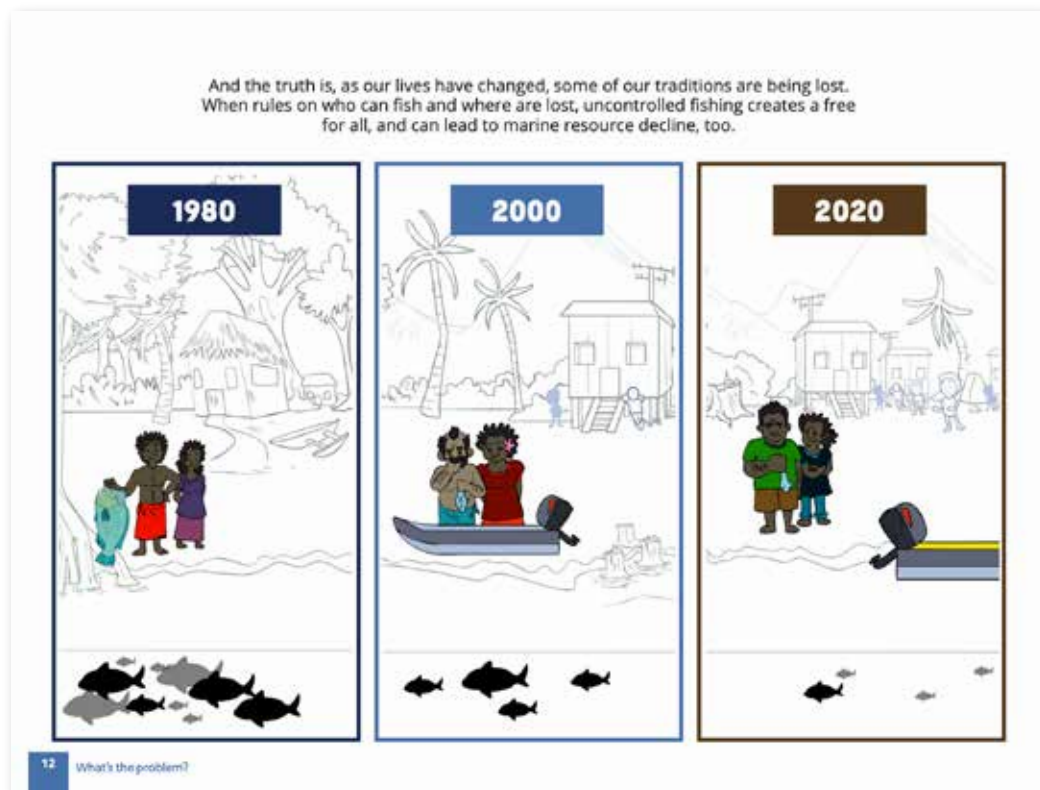 And the truth is, as our lives have changed, some of our traditions are being lost.
When rules on who can fish and where are lost, uncontrolled fishing creates a free
for all, and can lead to marine resource decline, too.
1980
2000
2020
12
What's the problem?